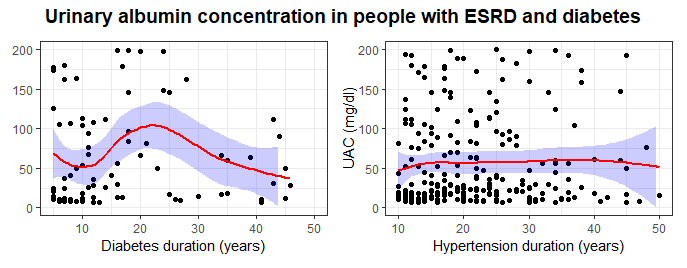 Urinary albumin concentration in people with ESRD and diabetes
200
150
100
50
0
10 20 30 40 50
Diabetes duration (years)
UAC (mg/dl)
200
150
100
50
0
10 20 30 40 50
Hypertension duration (years)